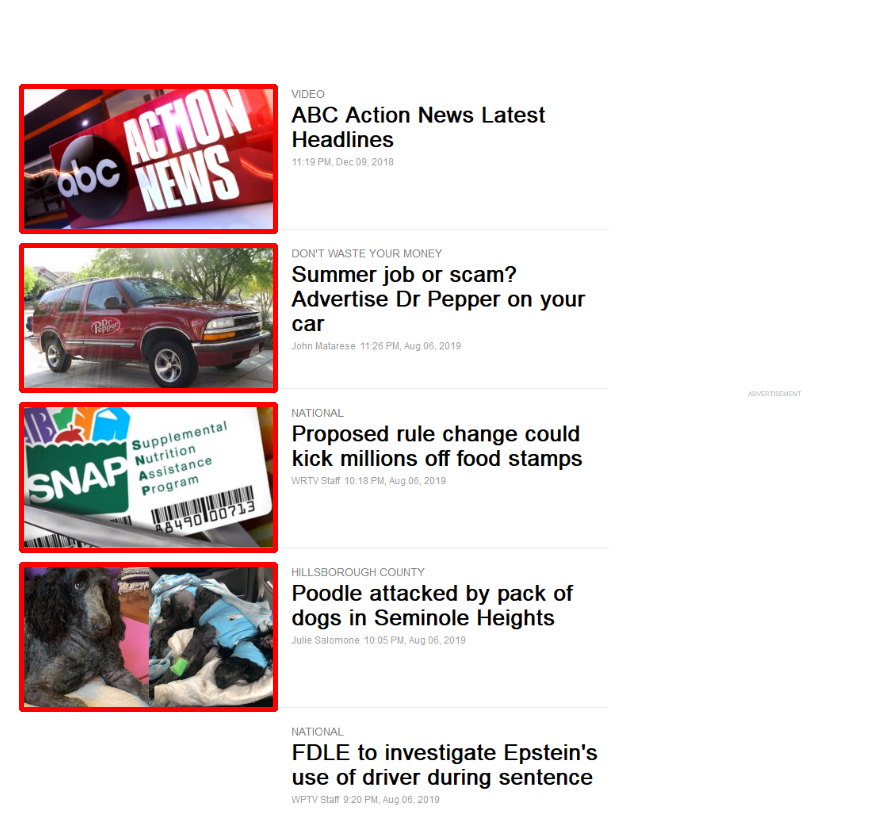 VIDEO
ABC Action News Latest
Headlines
11:19 PM, Dec 09, 2018
abc
ACTION
NEWS
DON'T WASTE YOUR MONEY
Summer job or scam?
Advertise Dr Pepper on your
car
John Matarese 11:26 PM, Aug 06, 2019
Dr Pepper
ADVERTISEMENT
NATIONAL
Proposed rule change could
kick millions off food stamps
WRTV Staff 10:18 PM, Aug 06, 2019
SNAP
Supplemental
Nutrition
Assistance
Program
A8490 00713
HILLSBOROUGH COUNTY
Poodle attacked by pack of
dogs in Seminole Heights
Julie Salomone 10:05 PM, Aug 06, 2019
NATIONAL
FDLE to investigate Epstein's
use of driver during sentence
WPTV Staff 9:20 PM, Aug 06, 2019